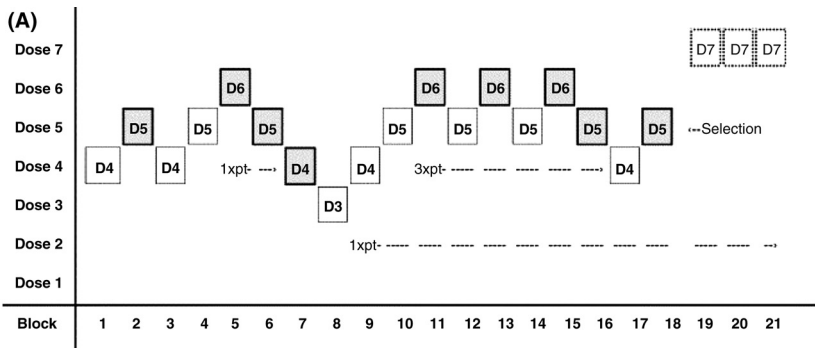 (A)
Dose 7 D7 D7 D7
Dose 6 D6 D6 D6 D6
Dose 5 D5 D5 D5 D5 D5 D5 D5 D5 Selection
Dose 4 D4 D4 1xpt D4 D4 3xpt D4
Dose 3 D3
Dose 2 1xpt
Dose 1
Block 1 2 3 4 5 6 7 8 9 10 11 12 13 14 15 16 17 18 19 20 21